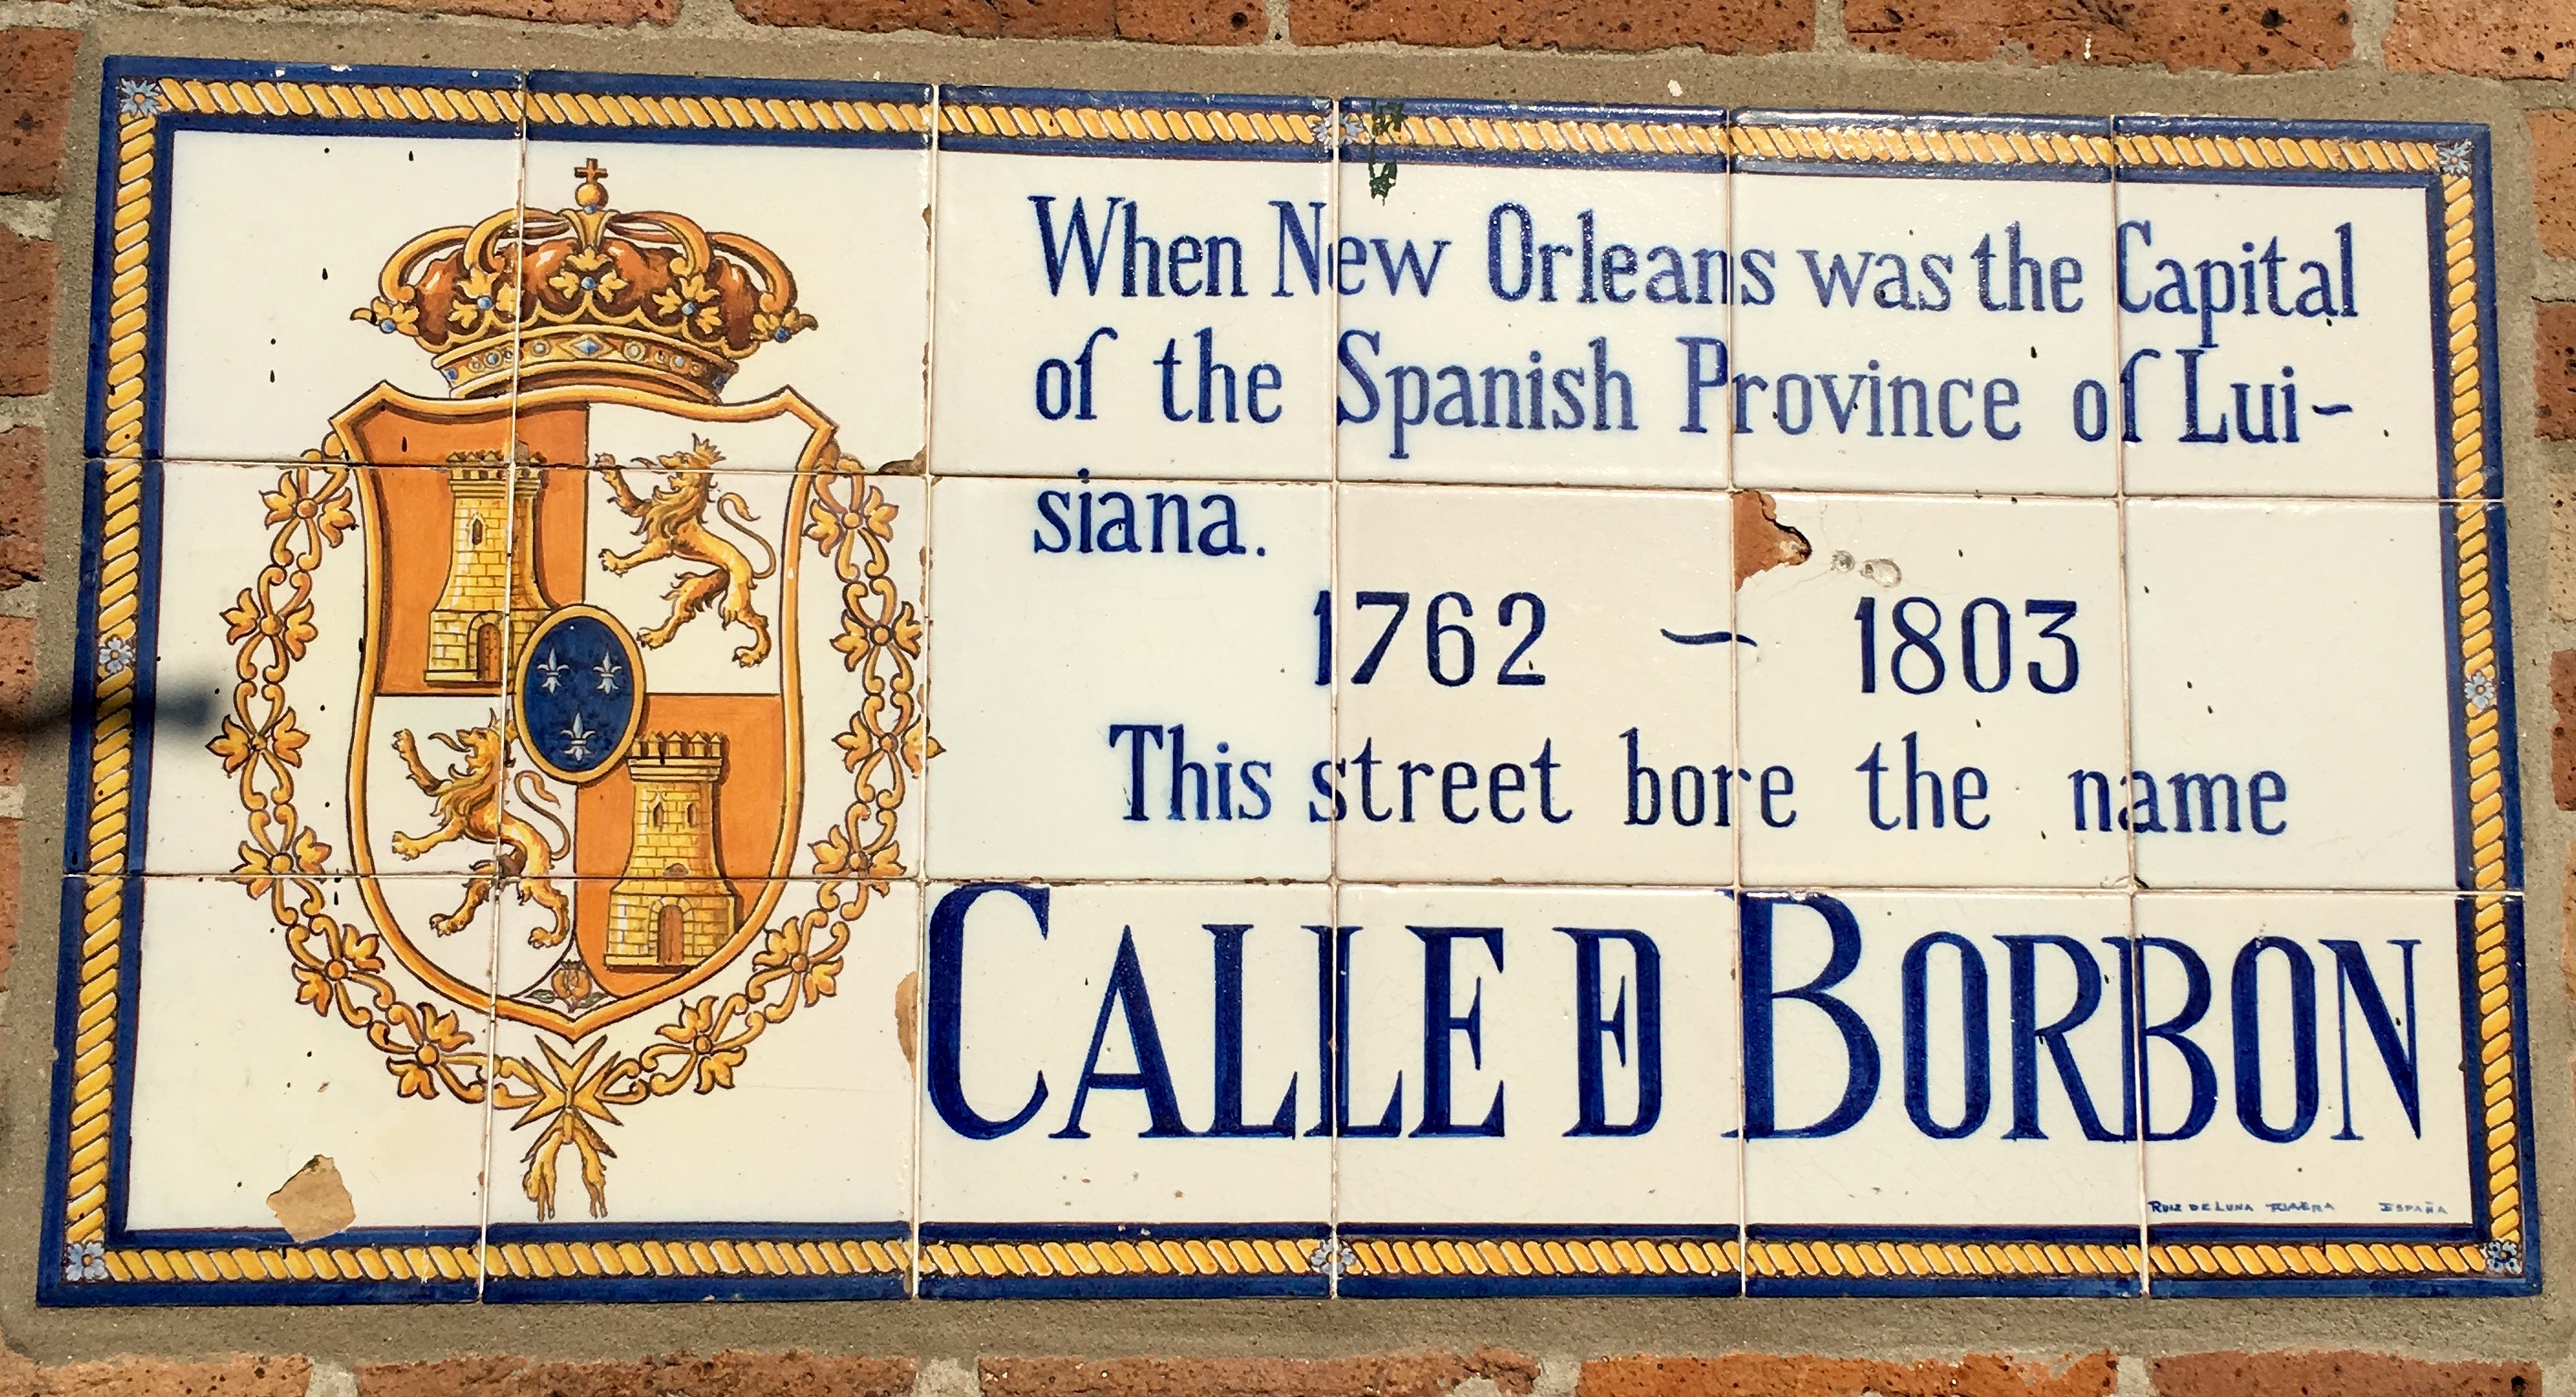 When New Orleans was the Capital
of the Spanish Province of Lui-
siana.
1762 - 1803
This street bore the name
CALLE DE BORBON
RUIZ DE LUNA TALAVERA ESPAÑA